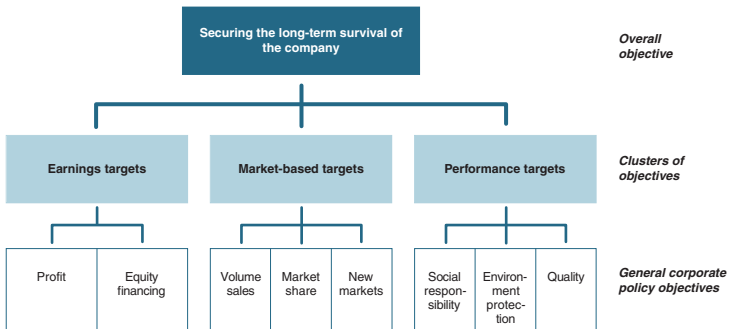 Securing the long-term survival of
the company
Overall
objective
Earnings targets
Market-based targets
Performance targets
Clusters of
objectives
Profit
Equity
financing
Volume
sales
Market
share
New
markets
Social
respon-
sibility
Environ-
ment
protec-
tion
Quality
General corporate
policy objectives